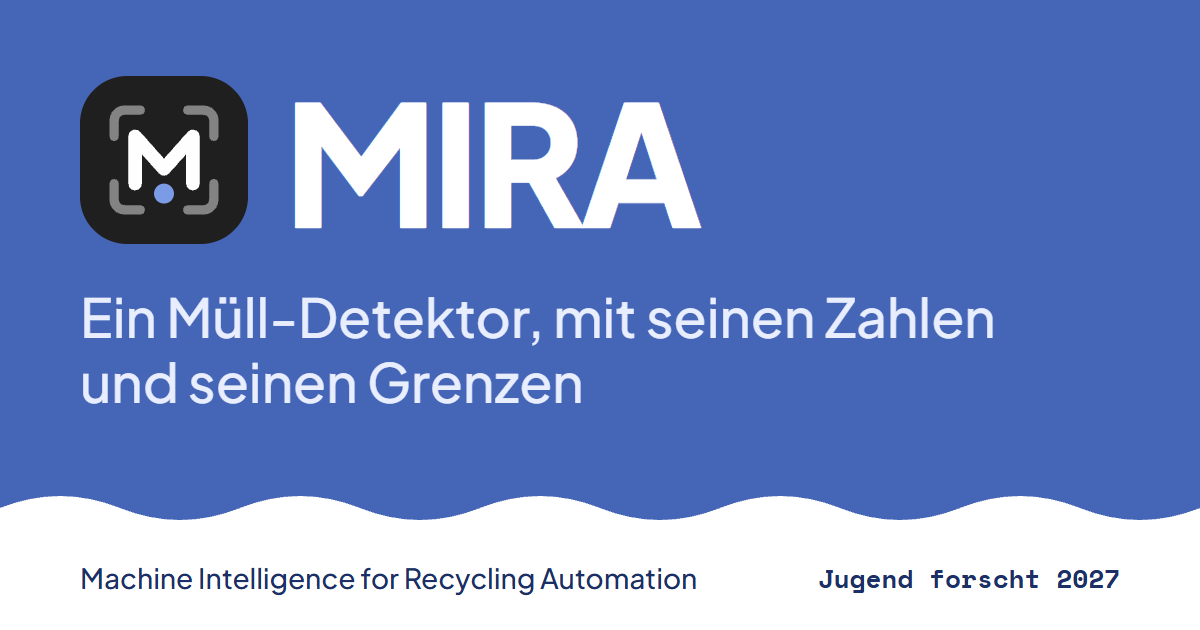 M
MIRA
Ein Müll-Detektor, mit seinen Zahlen
und seinen Grenzen
Machine Intelligence for Recycling Automation
Jugend forscht 2027